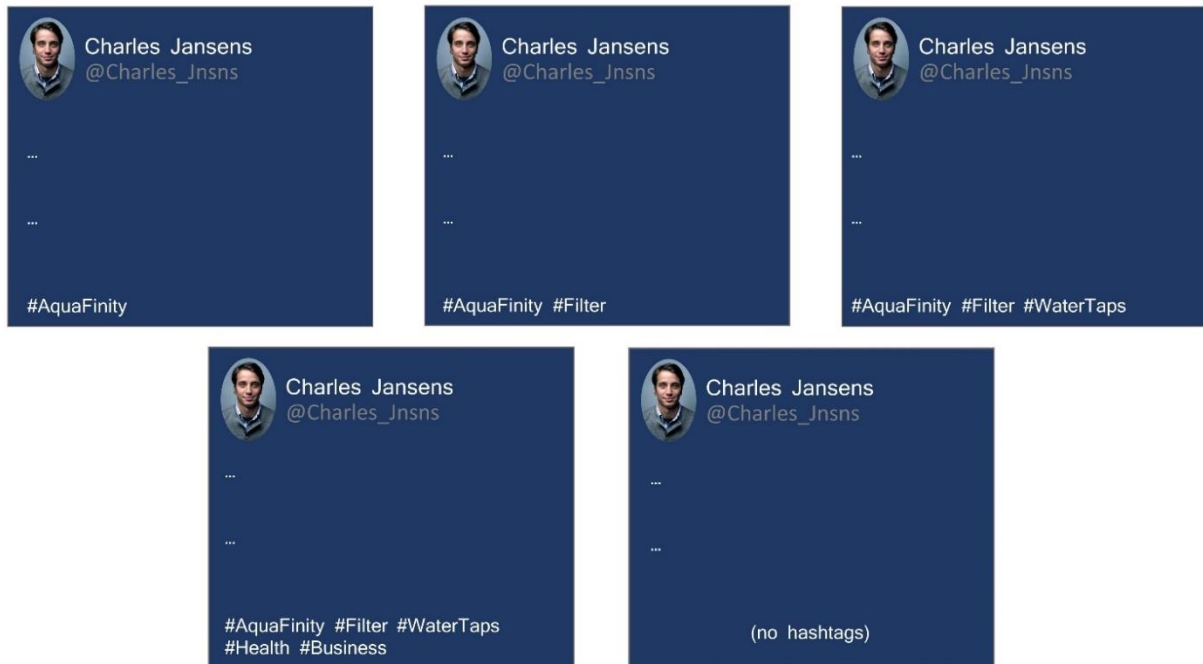 Charles Jansens
@Charles_Jnsns
...
...
#AquaFinity
Charles Jansens
@Charles_Jnsns
...
...
#AquaFinity #Filter
Charles Jansens
@Charles_Jnsns
...
...
#AquaFinity #Filter #WaterTaps
Charles Jansens
@Charles_Jnsns
...
...
#AquaFinity #Filter #WaterTaps
#Health #Business
Charles Jansens
@Charles_Jnsns
...
...
(no hashtags)